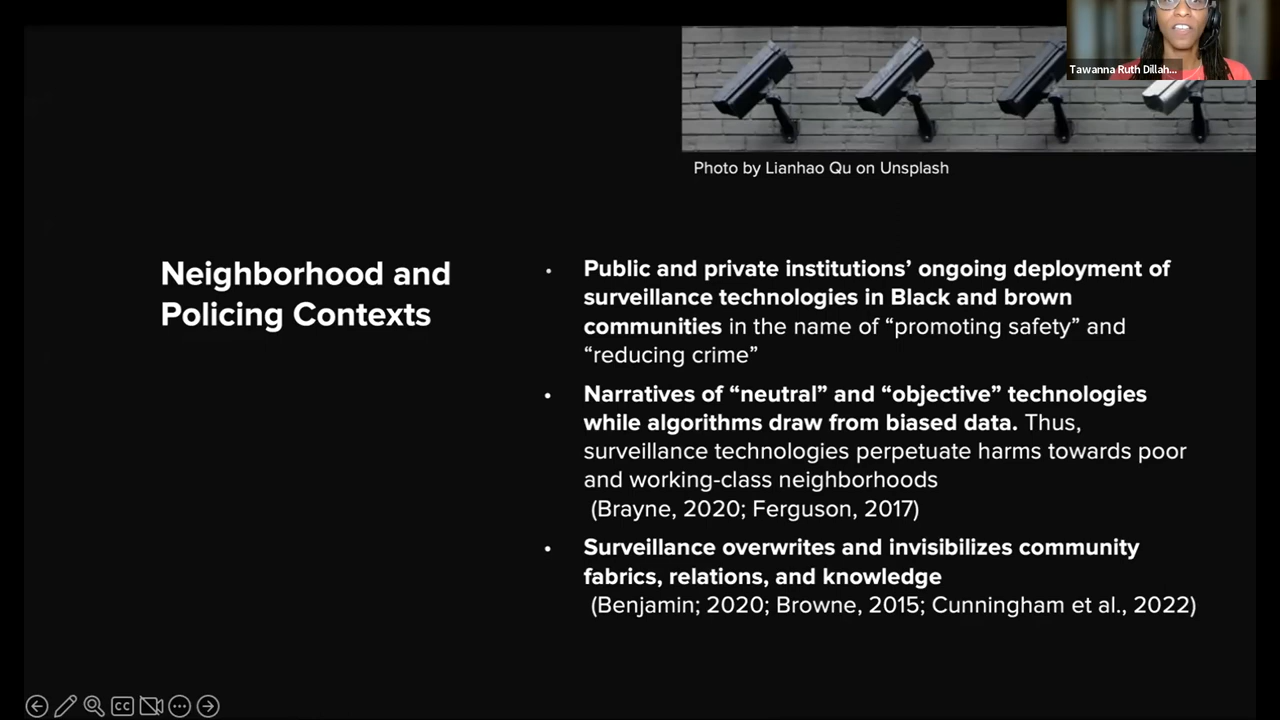 Tawanna Ruth Dillah...
Photo by Lianhao Qu on Unsplash
Neighborhood and
Policing Contexts
• Public and private institutions’ ongoing deployment of
surveillance technologies in Black and brown
communities in the name of “promoting safety” and
“reducing crime”
• Narratives of “neutral” and “objective” technologies
while algorithms draw from biased data. Thus,
surveillance technologies perpetuate harms towards poor
and working-class neighborhoods
(Brayne, 2020; Ferguson, 2017)
• Surveillance overwrites and invisibilizes community
fabrics, relations, and knowledge
(Benjamin; 2020; Browne, 2015; Cunningham et al., 2022)
CC